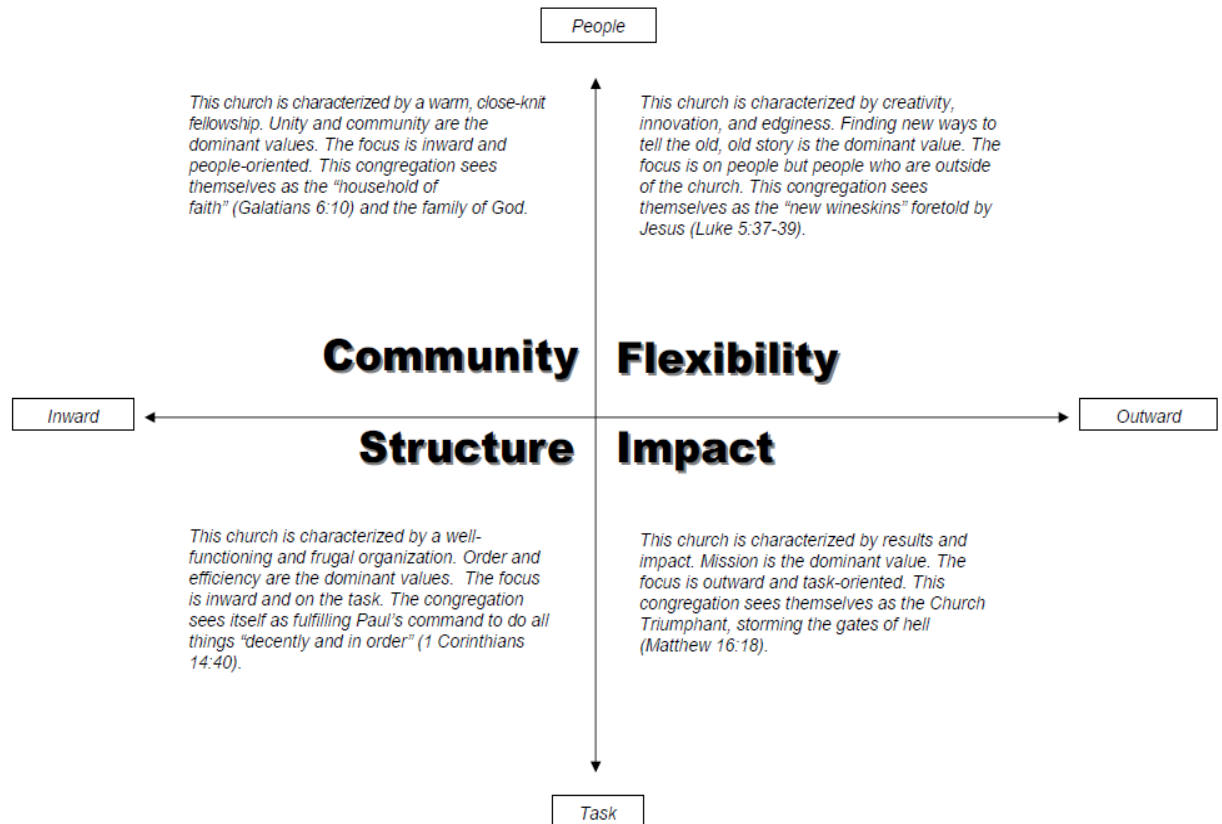 People
This church is characterized by a warm, close-knit
fellowship. Unity and community are the
dominant values. The focus is inward and
people-oriented. This congregation sees
themselves as the “household of
faith” (Galatians 6:10) and the family of God.
This church is characterized by creativity,
innovation, and edginess. Finding new ways to
tell the old, old story is the dominant value. The
focus is on people but people who are outside
of the church. This congregation sees
themselves as the “new wineskins” foretold by
Jesus (Luke 5:37-39).
Community
Flexibility
Inward
Outward
Structure
Impact
This church is characterized by a well-
functioning and frugal organization. Order and
efficiency are the dominant values. The focus
is inward and on the task. The congregation
sees itself as fulfilling Paul’s command to do all
things “decently and in order” (1 Corinthians
14:40).
This church is characterized by results and
impact. Mission is the dominant value. The
focus is outward and task-oriented. This
congregation sees themselves as the Church
Triumphant, storming the gates of hell
(Matthew 16:18).
Task